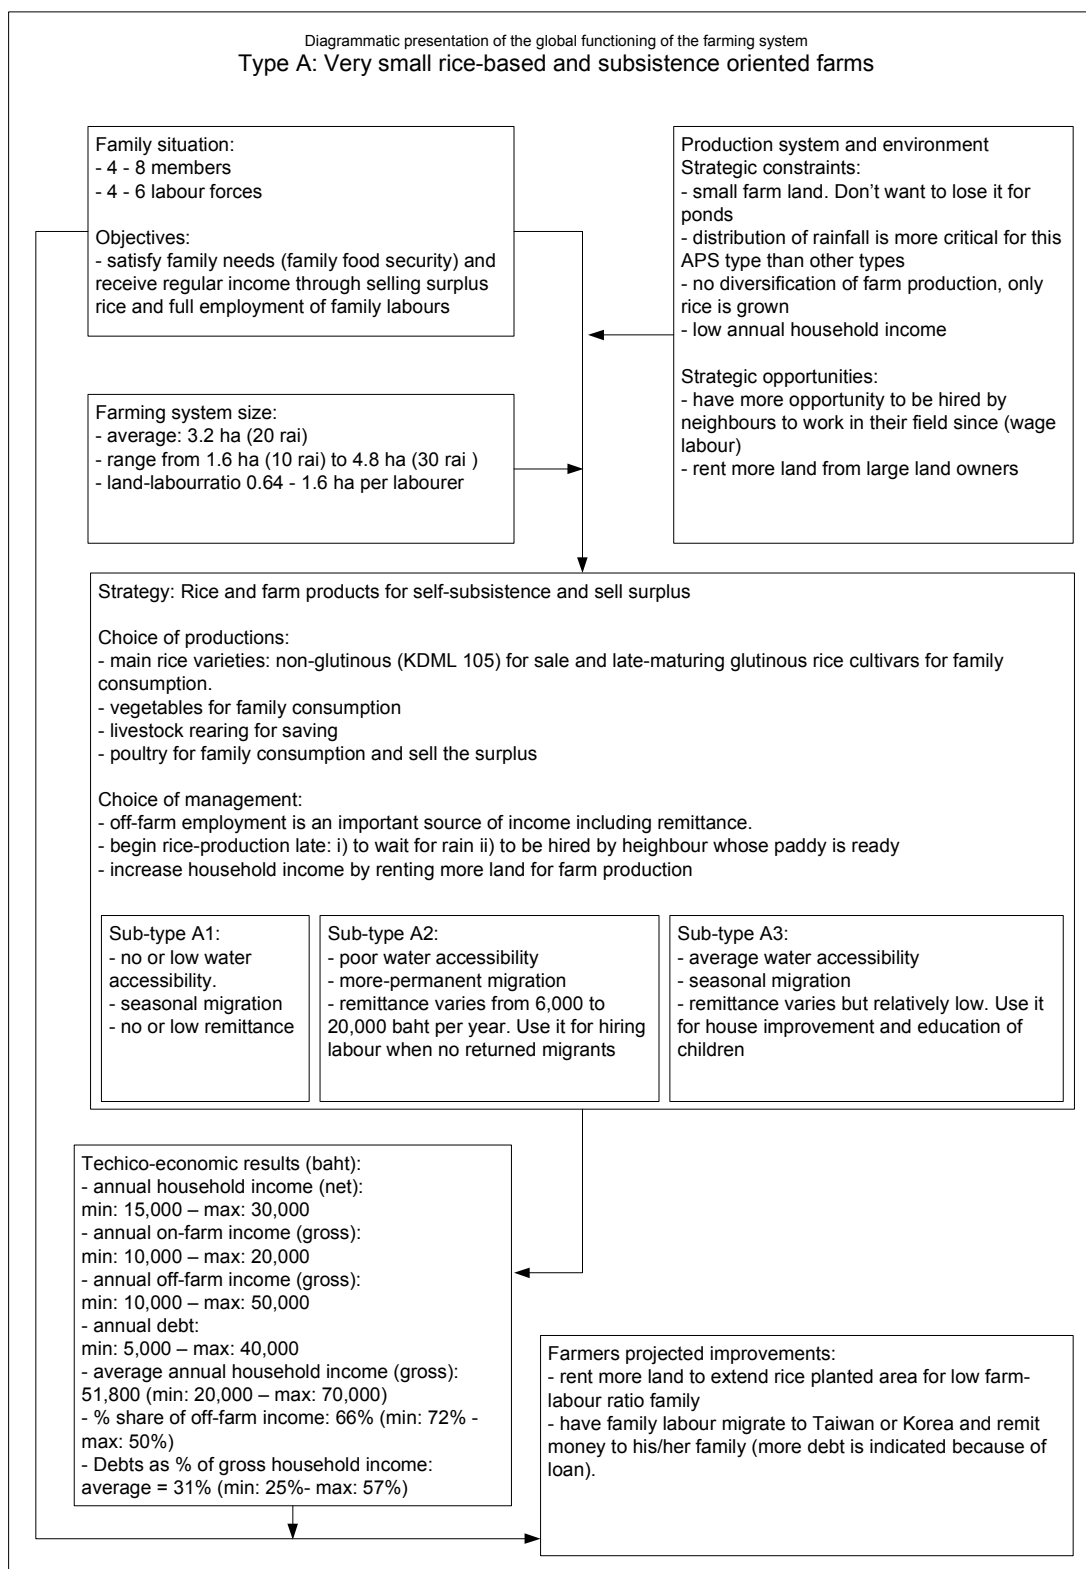 Diagrammatic presentation of the global functioning of the farming system
Type A: Very small rice-based and subsistence oriented farms
Family situation:
- 4 - 8 members
- 4 - 6 labour forces
Objectives:
- satisfy family needs (family food security) and
receive regular income through selling surplus
rice and full employment of family labours
Production system and environment
Strategic constraints:
- small farm land. Don't want to lose it for
ponds
- distribution of rainfall is more critical for this
APS type than other types
- no diversification of farm production, only
rice is grown
- low annual household income
Strategic opportunities:
- have more opportunity to be hired by
neighbours to work in their field since (wage
labour)
- rent more land from large land owners
Farming system size:
- average: 3.2 ha (20 rai)
- range from 1.6 ha (10 rai) to 4.8 ha (30 rai )
- land-labourratio 0.64 - 1.6 ha per labourer
Strategy: Rice and farm products for self-subsistence and sell surplus
Choice of productions:
- main rice varieties: non-glutinous (KDML 105) for sale and late-maturing glutinous rice cultivars for family
consumption.
- vegetables for family consumption
- livestock rearing for saving
- poultry for family consumption and sell the surplus
Choice of management:
- off-farm employment is an important source of income including remittance.
- begin rice-production late: i) to wait for rain ii) to be hired by neighbour whose paddy is ready
- increase household income by renting more land for farm production
Sub-type A1:
- no or low water
accessibility.
- seasonal migration
- no or low remittance
Sub-type A2:
- poor water accessibility
- more-permanent migration
- remittance varies from 6,000 to
20,000 baht per year. Use it for hiring
labour when no returned migrants
Sub-type A3:
- average water accessibility
- seasonal migration
- remittance varies but relatively low. Use it
for house improvement and education of
children
Techico-economic results (baht):
- annual household income (net):
min: 15,000 – max: 30,000
- annual on-farm income (gross):
min: 10,000 – max: 20,000
- annual off-farm income (gross):
min: 10,000 – max: 50,000
- annual debt:
min: 5,000 – max: 40,000
- average annual household income (gross):
51,800 (min: 20,000 – max: 70,000)
- % share of off-farm income: 66% (min: 72% -
max: 50%)
- Debts as % of gross household income:
average = 31% (min: 25%- max: 57%)
Farmers projected improvements:
- rent more land to extend rice planted area for low farm-
labour ratio family
- have family labour migrate to Taiwan or Korea and remit
money to his/her family (more debt is indicated because of
loan).